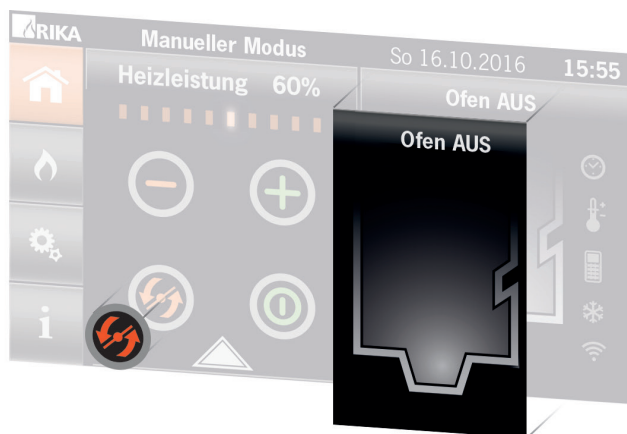 RIKA
Manueller Modus
So 16.10.2016
15:55
Heizleistung 60%
Ofen AUS
Ofen AUS
i